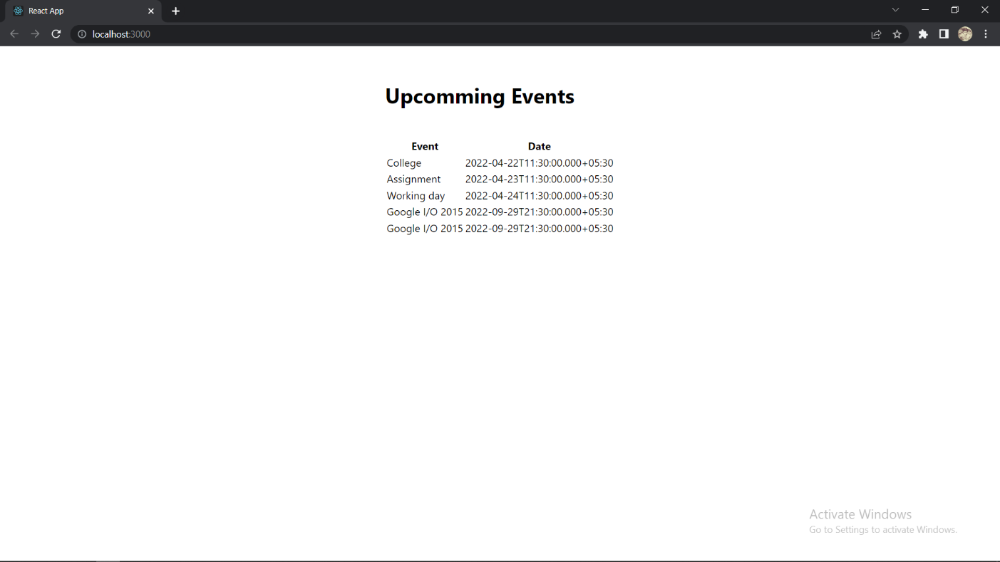 React App
localhost:3000
Upcomming Events
Event Date
College 2022-04-22T11:30:00.000+05:30
Assignment 2022-04-23T11:30:00.000+05:30
Working day 2022-04-24T11:30:00.000+05:30
Google I/O 2015 2022-09-29T21:30:00.000+05:30
Google I/O 2015 2022-09-29T21:30:00.000+05:30
Activate Windows
Go to Settings to activate Windows.